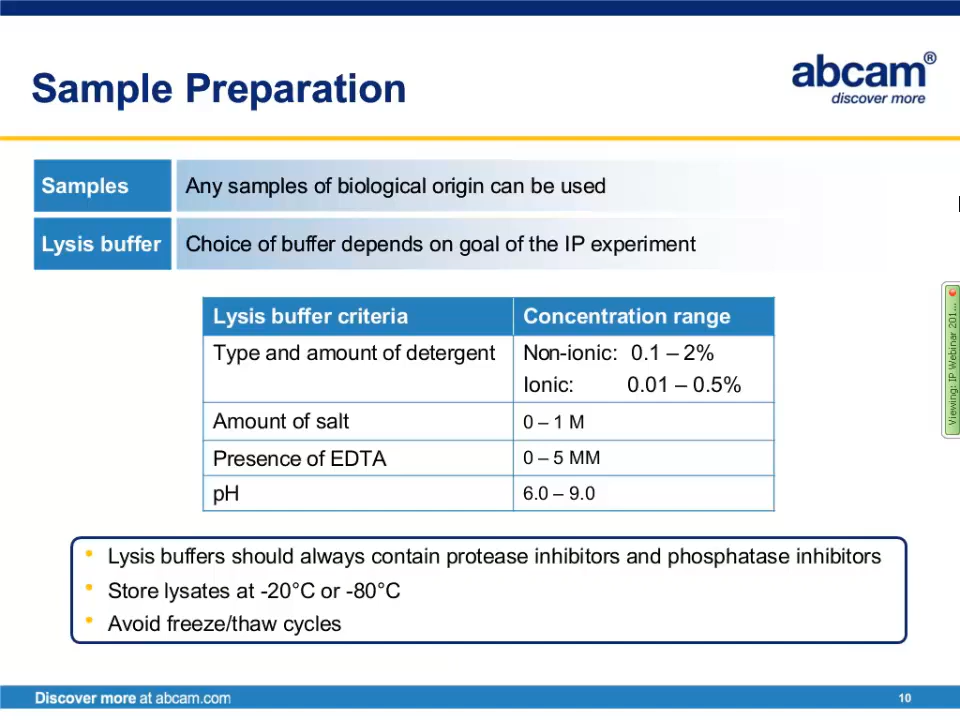 abcam®
discover more
Sample Preparation
Samples Any samples of biological origin can be used
Lysis buffer Choice of buffer depends on goal of the IP experiment
Lysis buffer criteria Concentration range
Type and amount of detergent Non-ionic: 0.1 – 2%
Ionic: 0.01 – 0.5%
Amount of salt 0 – 1 M
Presence of EDTA 0 – 5 MM
pH 6.0 – 9.0
• Lysis buffers should always contain protease inhibitors and phosphatase inhibitors
• Store lysates at -20°C or -80°C
• Avoid freeze/thaw cycles
Viewing: IP Webinar 201...
Discover more at abcam.com 10